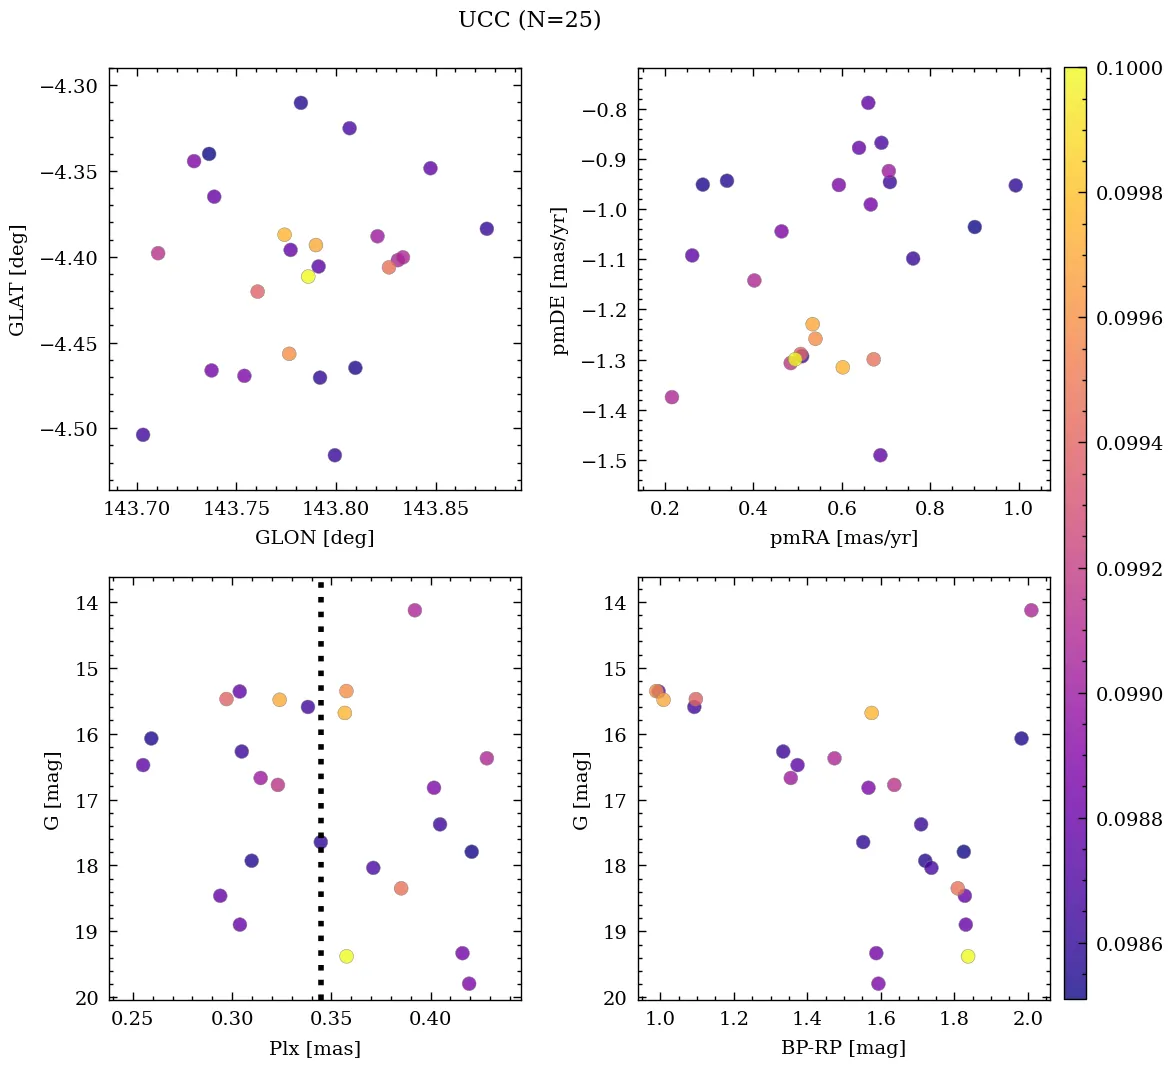 UCC (N=25)
−4.30
−4.35
−4.40
−4.45
−4.50
GLAT [deg]
143.70 143.75 143.80 143.85
GLON [deg]
−0.8
−0.9
−1.0
−1.1
−1.2
−1.3
−1.4
−1.5
pmDE [mas/yr]
0.2 0.4 0.6 0.8 1.0
pmRA [mas/yr]
14
15
16
17
18
19
20
G [mag]
0.25 0.30 0.35 0.40
Plx [mas]
14
15
16
17
18
19
20
G [mag]
1.0 1.2 1.4 1.6 1.8 2.0
BP-RP [mag]
0.1000
0.0998
0.0996
0.0994
0.0992
0.0990
0.0988
0.0986